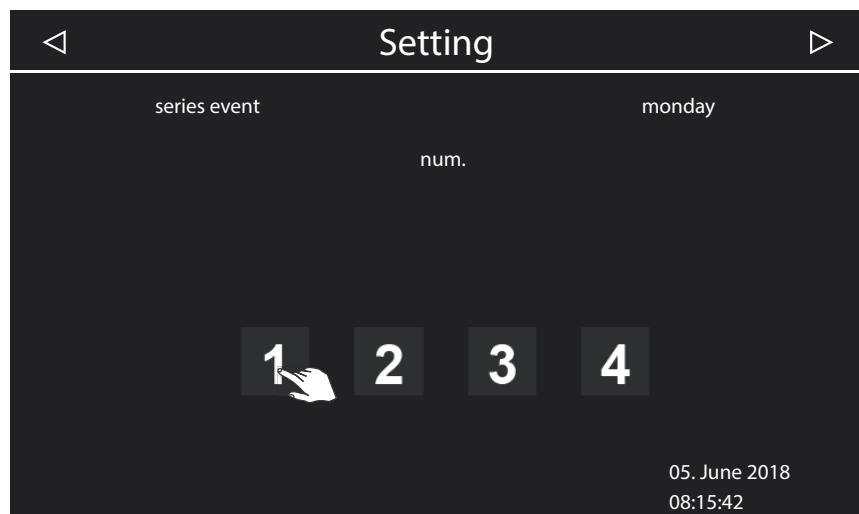 Setting
series event monday
num.
1 2 3 4
05. June 2018
08:15:42